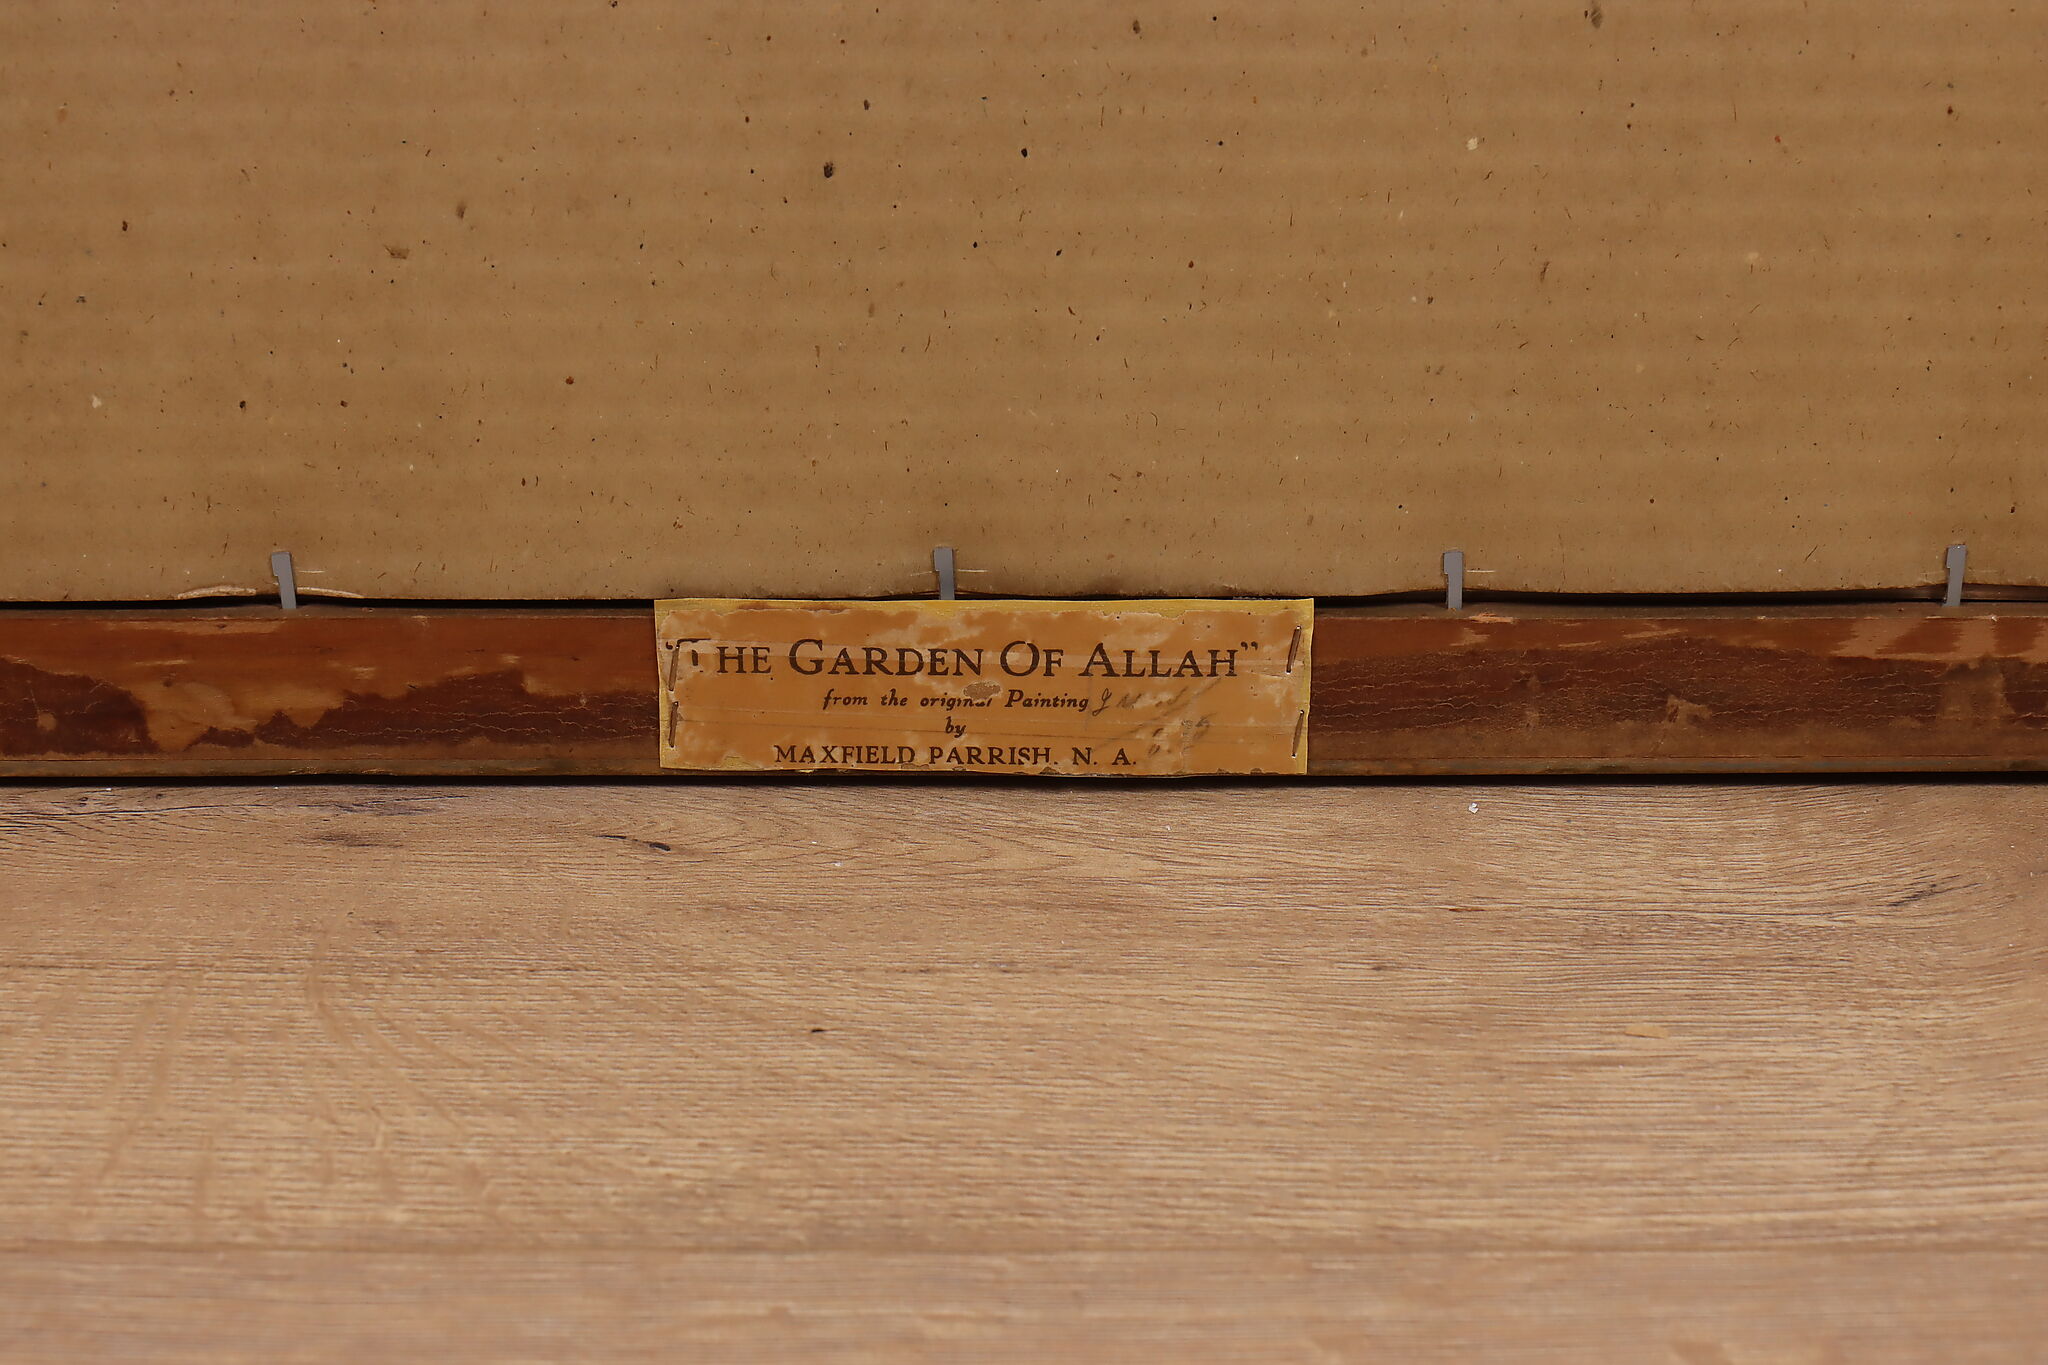 “THE GARDEN OF ALLAH”
from the original Painting
by
MAXFIELD PARRISH. N. A.